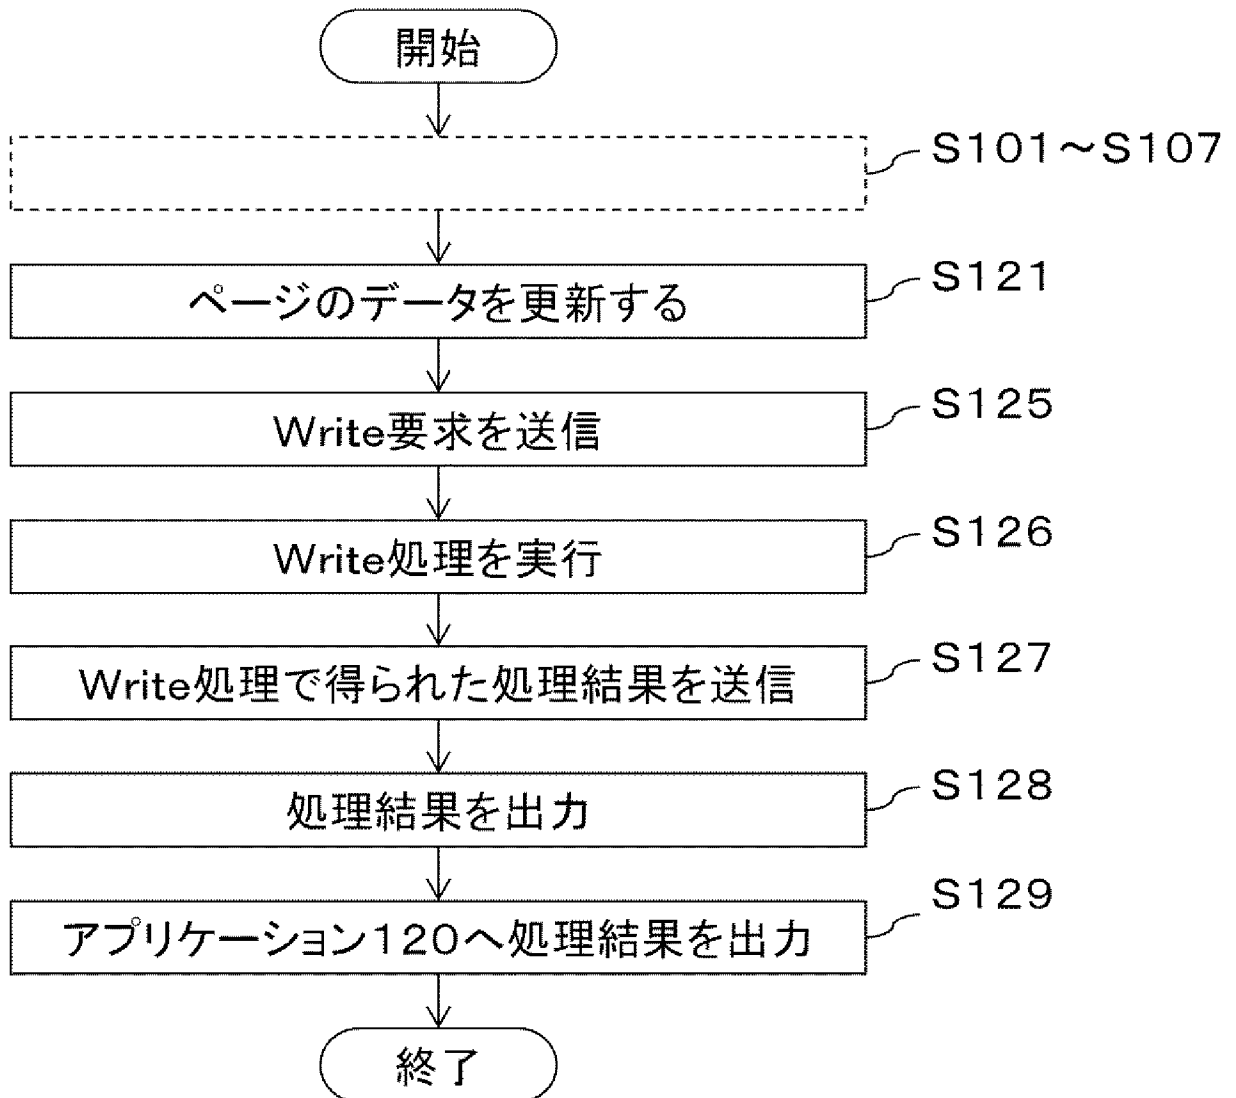 開始
S101～S107
S121
ページのデータを更新する
S125
Write要求を送信
S126
Write処理を実行
S127
Write処理で得られた処理結果を送信
S128
処理結果を出力
S129
アプリケーション120へ処理結果を出力
終了